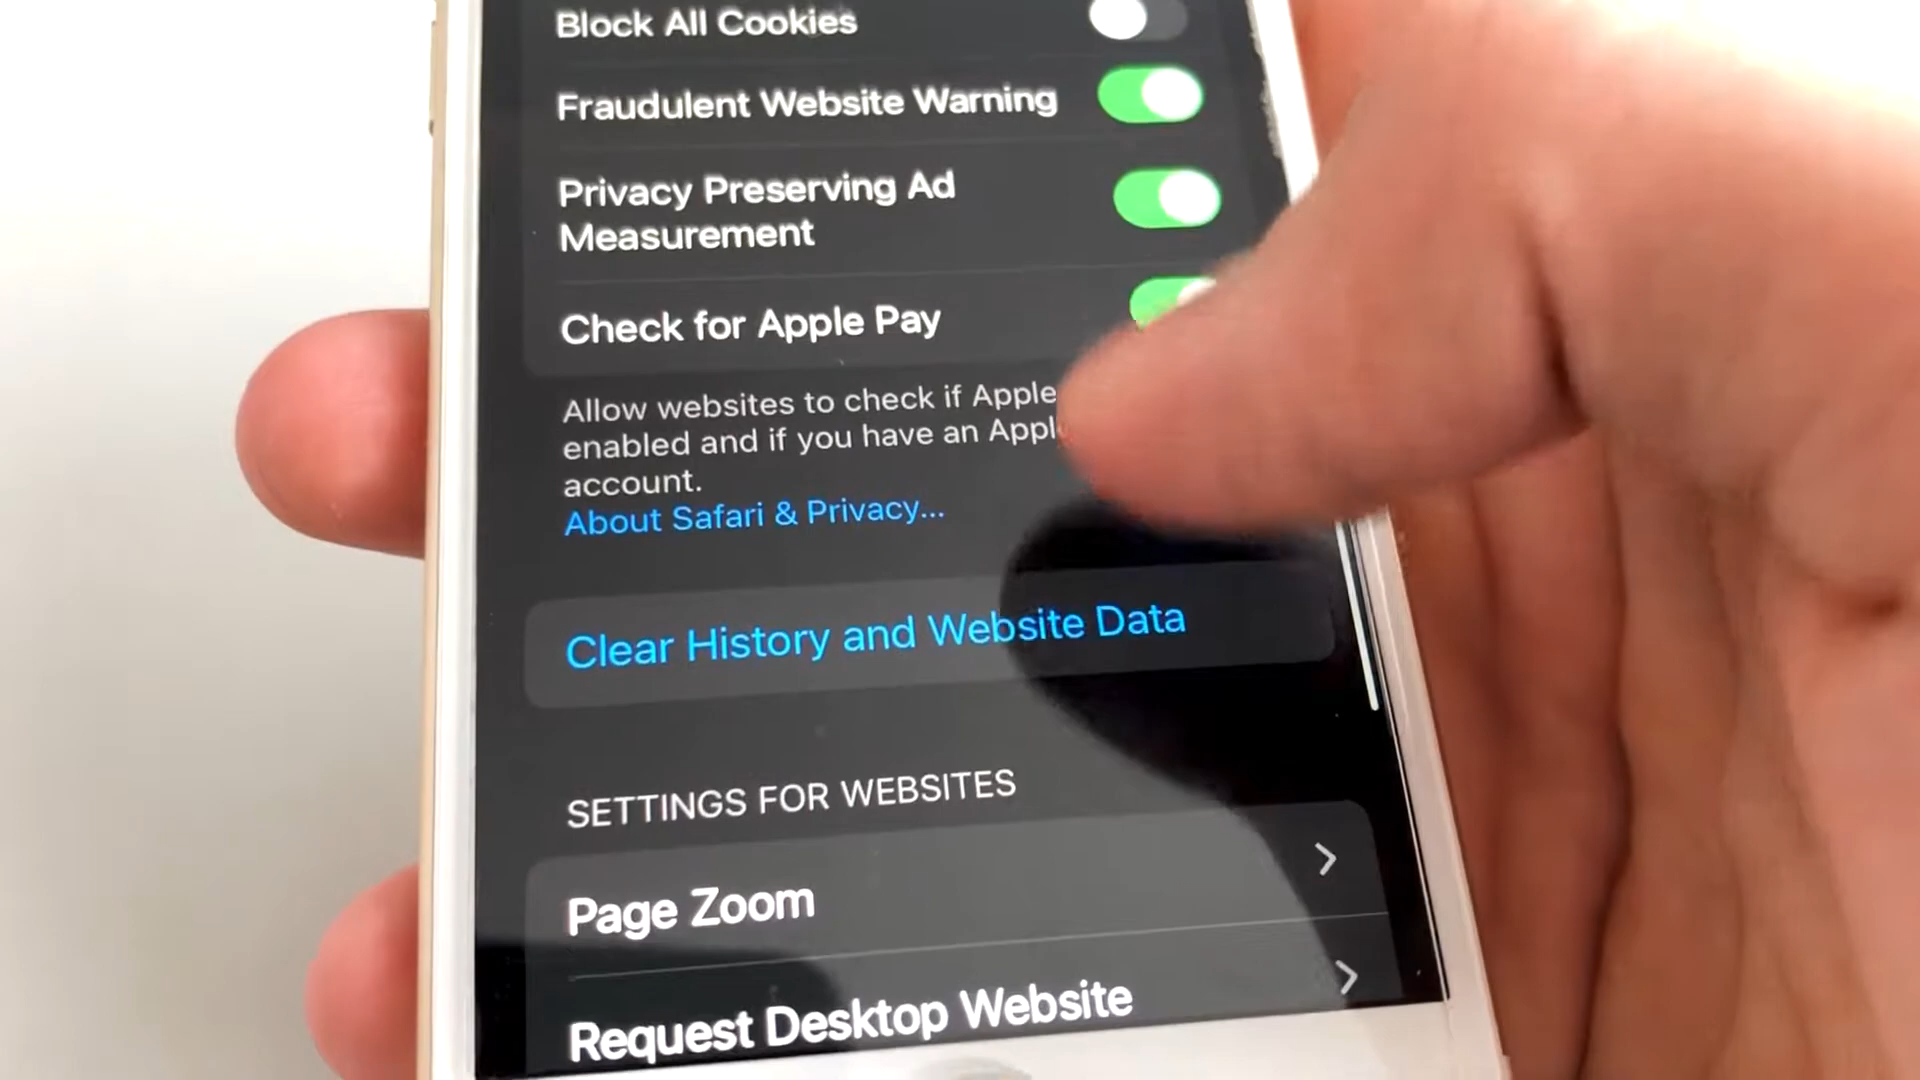 Block All Cookies
Fraudulent Website Warning
Privacy Preserving Ad
Measurement
Check for Apple Pay
Allow websites to check if Apple
enabled and if you have an
account.
About Safari & Privacy...
Clear History and Website Data
SETTINGS FOR WEBSITES
Page Zoom
Request Desktop Website